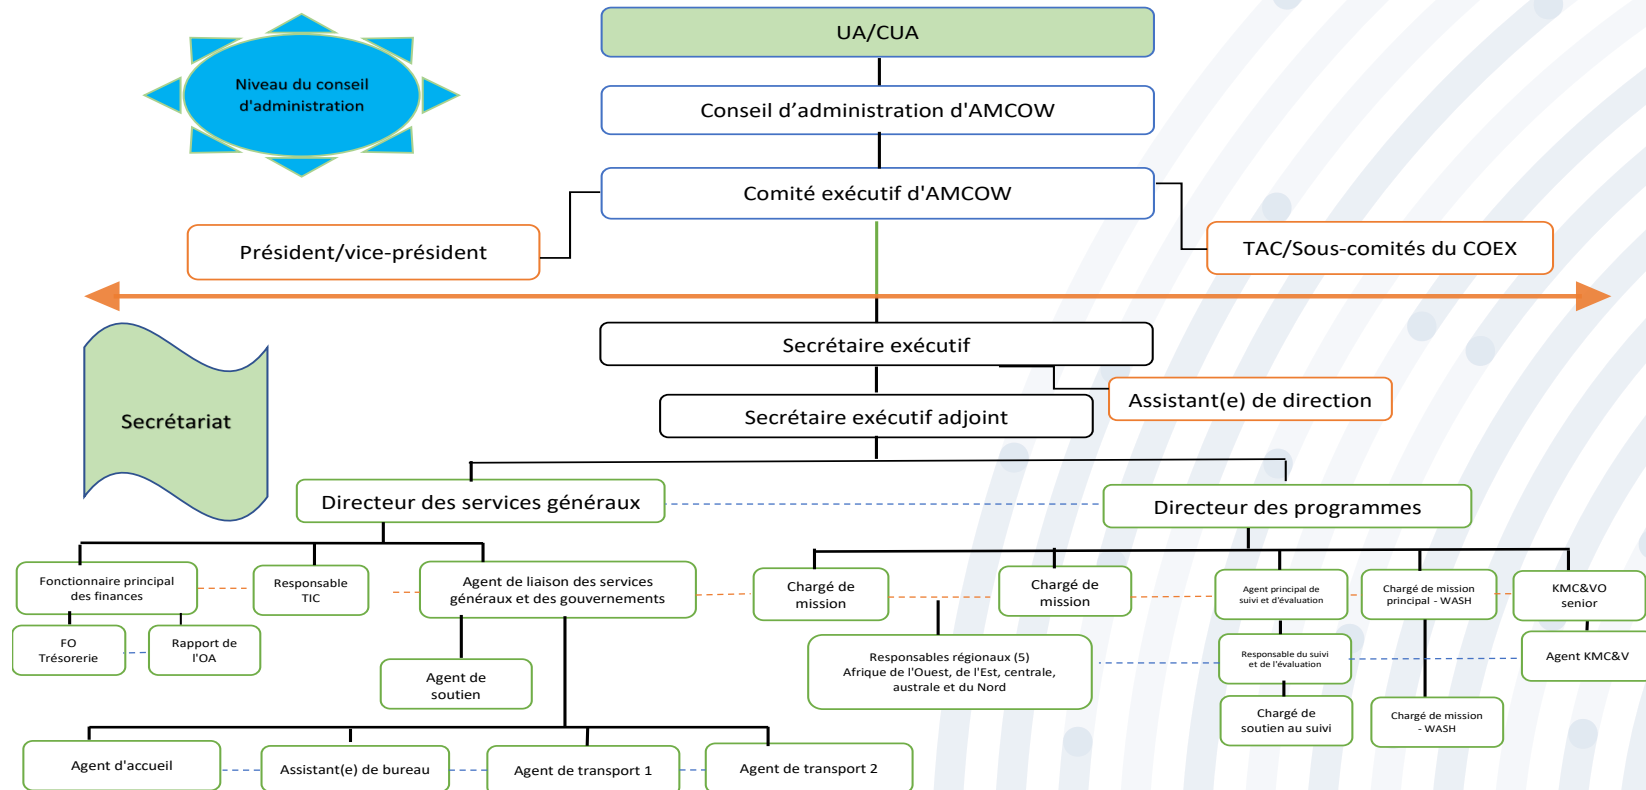 UA/CUA
Niveau du conseil
d'administration
Conseil d’administration d'AMCOW
Comité exécutif d'AMCOW
Président/vice-président
TAC/Sous-comités du COEX
Secrétaire exécutif
Assistant(e) de direction
Secrétaire exécutif adjoint
Secrétariat
Directeur des services généraux
Directeur des programmes
Fonctionnaire principal
des finances
Responsable
TIC
Agent de liaison des services
généraux et des gouvernements
Chargé de
mission
Chargé de
mission
Agent principal de
suivi et d'évaluation
Chargé de mission
principal - WASH
KMC&VO
senior
FO
Trésorerie
Rapport de
l'OA
Agent de
soutien
Responsables régionaux (5)
Afrique de l'Ouest, de l'Est, centrale,
australe et du Nord
Responsable du suivi
et de l'évaluation
Agent KMC&V
Chargé de
soutien au suivi
Chargé de mission
- WASH
Agent d'accueil
Assistant(e) de bureau
Agent de transport 1
Agent de transport 2